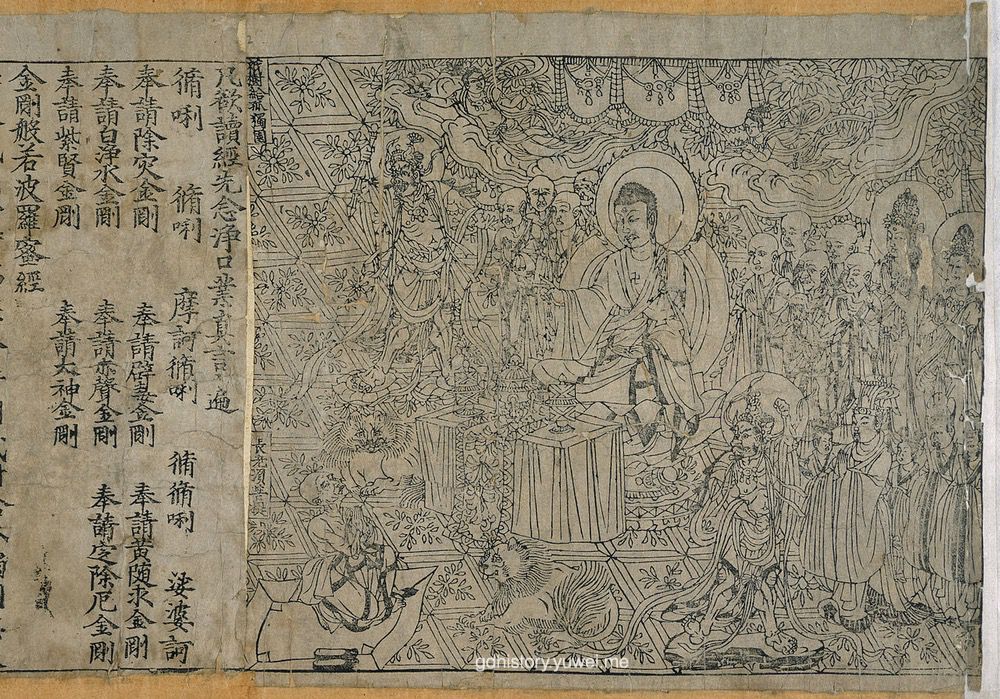 祇樹給孤獨園
長老須菩提
凡欲讀經先念淨口業真言一遍
脩唎 脩唎 摩訶脩唎 脩脩唎 娑婆訶
奉請除灾金剛 奉請辟毒金剛 奉請黃随求金剛
奉請白淨水金剛 奉請赤聲金剛 奉請定除厄金剛
奉請紫賢金剛 奉請大神金剛
金剛般若波羅蜜經
gdhistory.yuwei.me